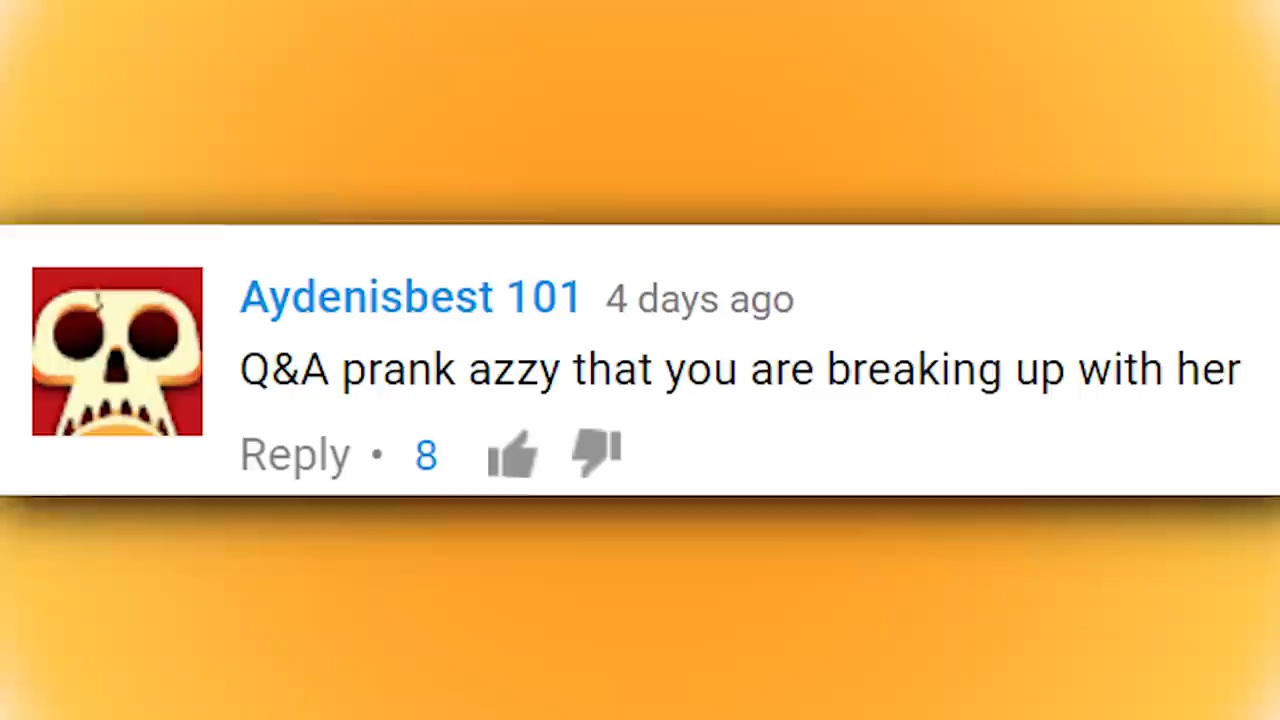 Aydenisbest 101 4 days ago
Q&A prank azzy that you are breaking up with her
Reply • 8